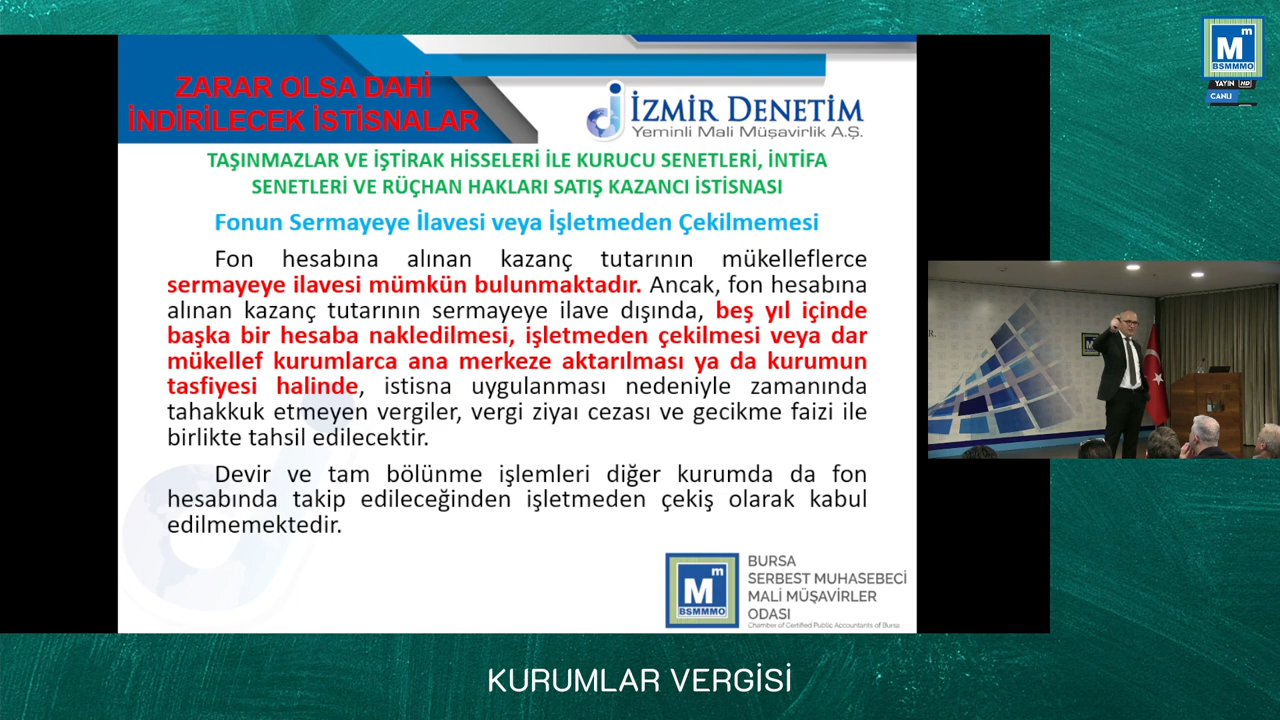 ZARAR OLSA DAHİ
İNDİRİLECEK İSTİSNALAR
İZMİR DENETİM
Yeminli Mali Müşavirlik A.Ş.
TAŞINMAZLAR VE İŞTİRAK HİSSELERİ İLE KURUCU SENETLERİ, İNTİFA
SENETLERİ VE RÜÇHAN HAKLARI SATIŞ KAZANCI İSTİSNASI
Fonun Sermayeye İlavesi veya İşletmeden Çekilmemesi
Fon hesabına alınan kazanç tutarının mükelleflerce
sermayeye ilavesi mümkün bulunmaktadır. Ancak, fon hesabına
alınan kazanç tutarının sermayeye ilave dışında, beş yıl içinde
başka bir hesaba nakledilmesi, işletmeden çekilmesi veya dar
mükellef kurumlarca ana merkeze aktarılması ya da kurumun
tasfiyesi halinde, istisna uygulanması nedeniyle zamanında
tahakkuk etmeyen vergiler, vergi ziyaı cezası ve gecikme faizi ile
birlikte tahsil edilecektir.
Devir ve tam bölünme işlemleri diğer kurumda da fon
hesabında takip edileceğinden işletmeden çekiş olarak kabul
edilmemektedir.
Mm
BSMMMO
BURSA
SERBEST MUHASEBECİ
MALİ MÜŞAVİRLER
ODASI
Chamber of Certified Public Accountants of Bursa
Mm
BSMMMO
YAYIN HD
CANLI
KURUMLAR VERGİSİ